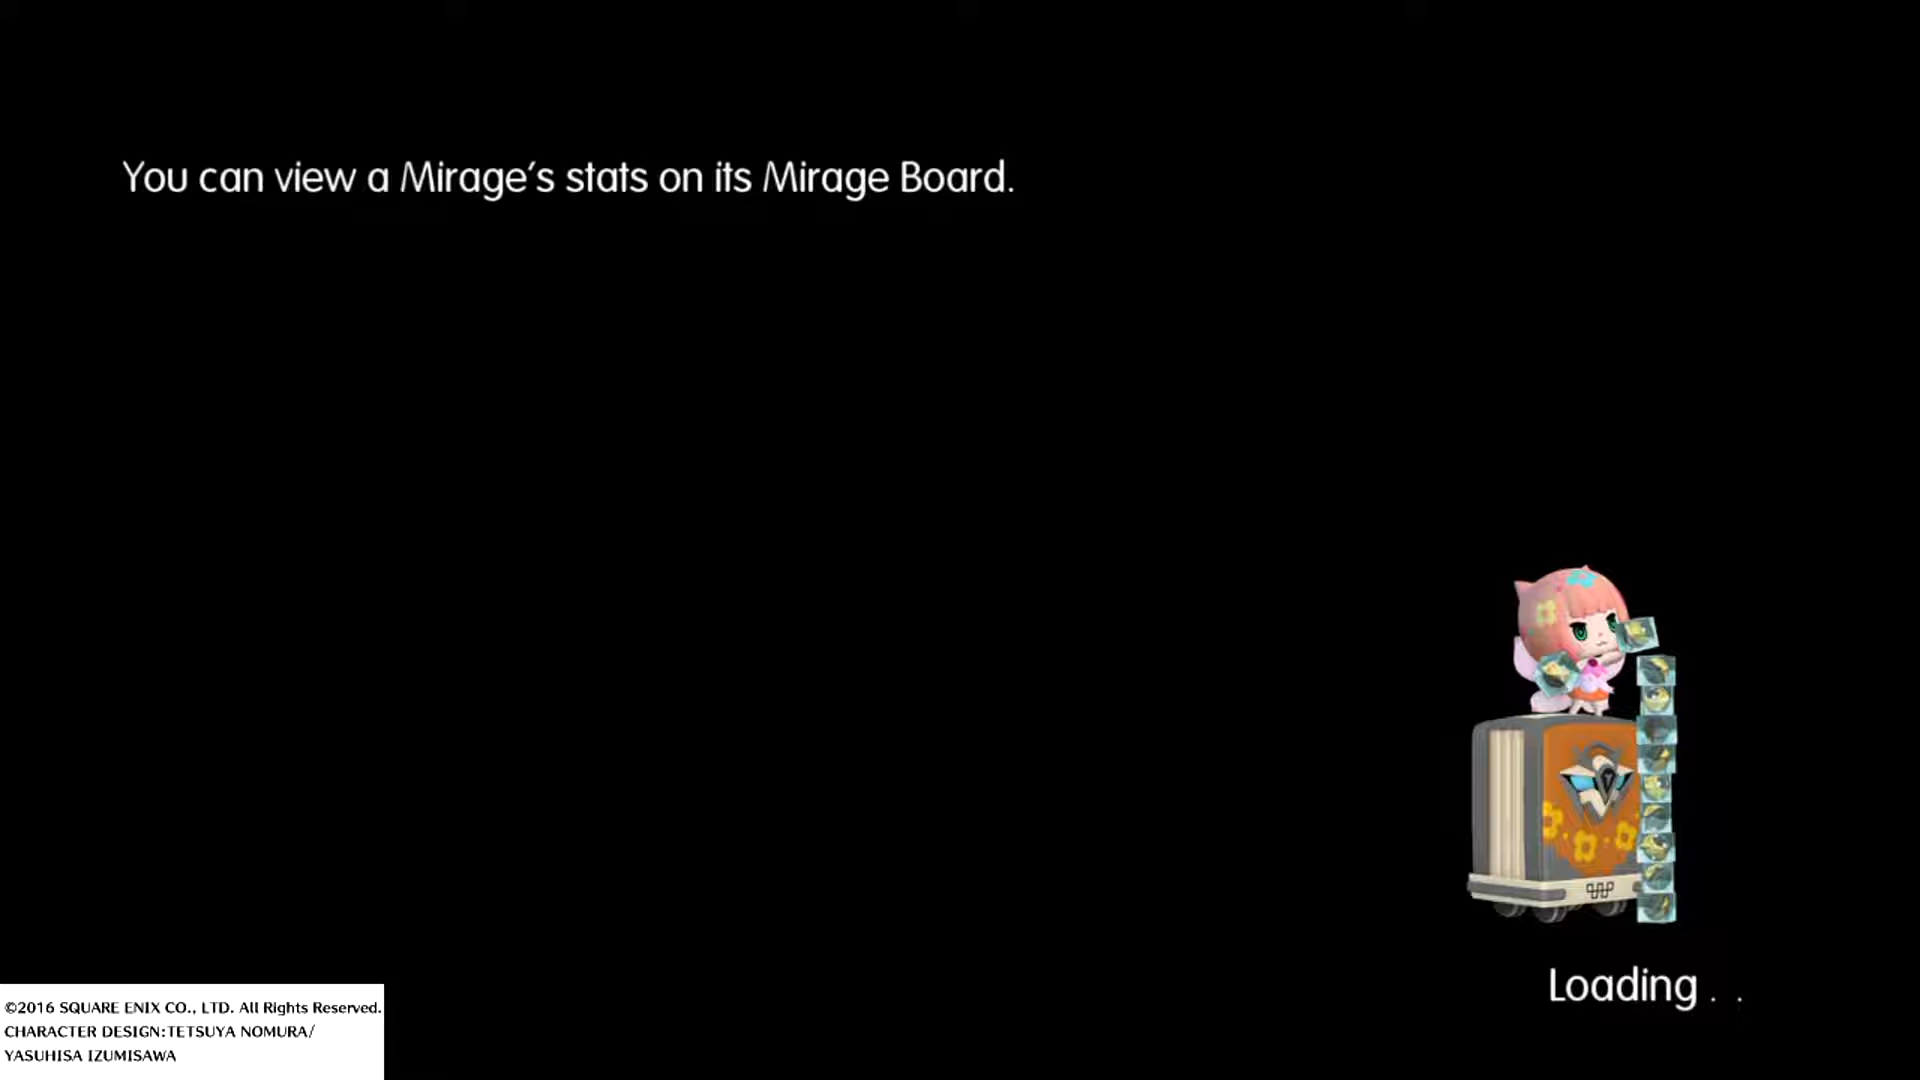 You can view a Mirage's stats on its Mirage Board.
Loading . .
©2016 SQUARE ENIX CO., LTD. All Rights Reserved.
CHARACTER DESIGN:TETSUYA NOMURA/
YASUHISA IZUMISAWA